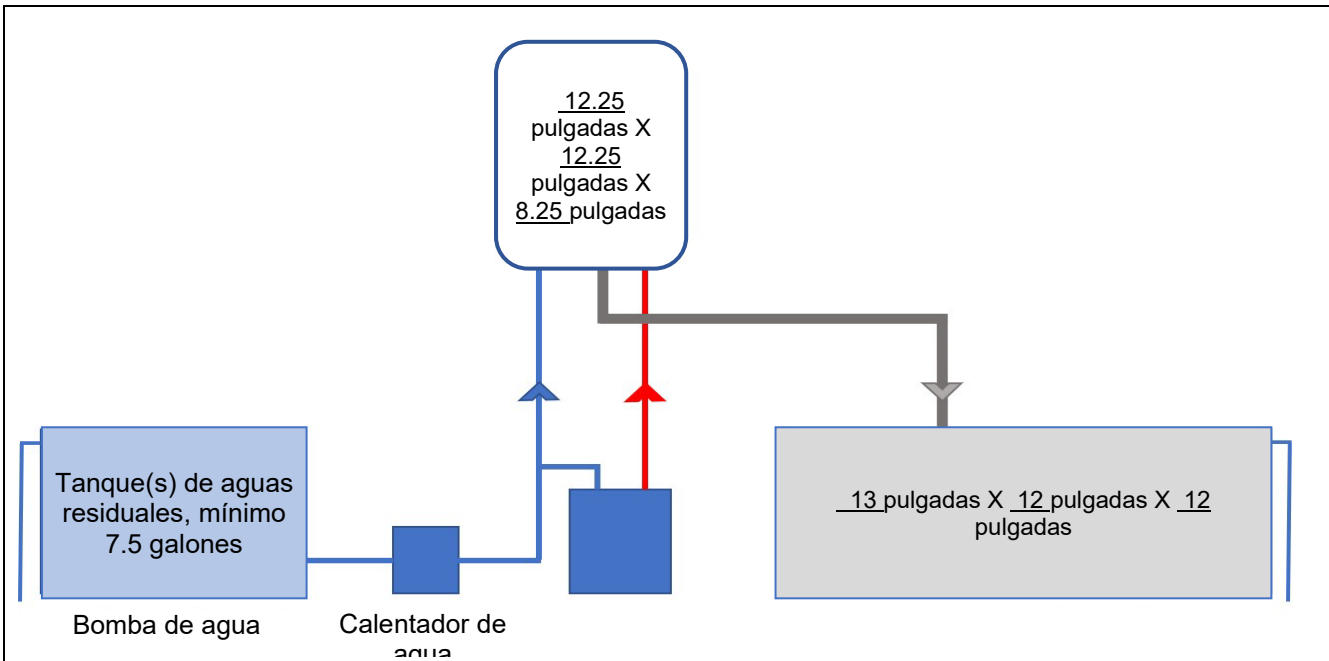 12.25
pulgadas X
12.25
pulgadas X
8.25 pulgadas
Tanque(s) de aguas
residuales, mínimo
7.5 galones
13 pulgadas X 12 pulgadas X 12
pulgadas
Bomba de agua
Calentador de
agua